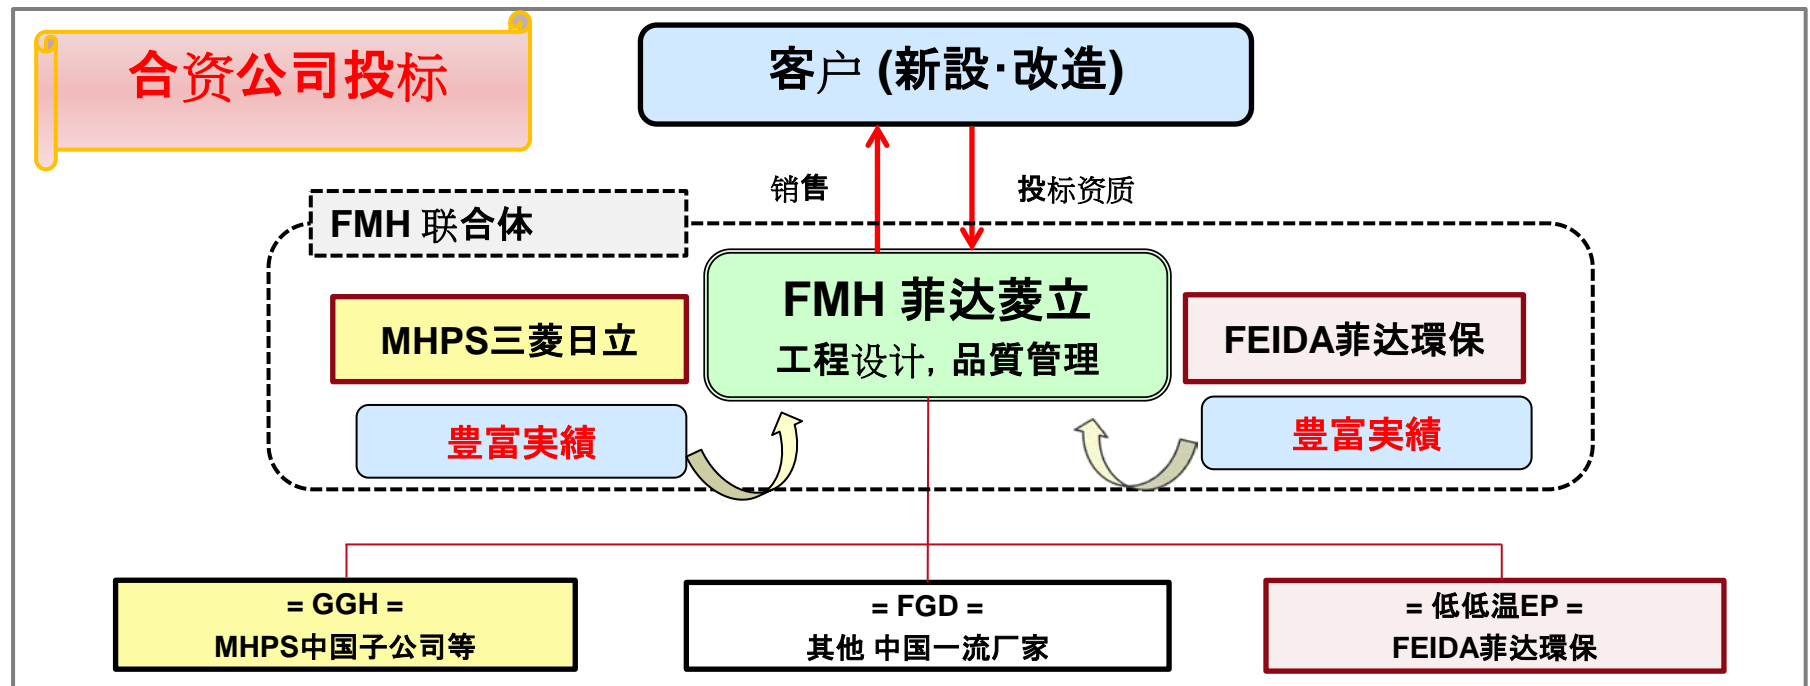 合资公司投标
客户 (新設·改造)
销售
投标资质
FMH 联合体
FMH 菲达菱立
工程设计, 品質管理
MHPS三菱日立
FEIDA菲达環保
豊富実績
豊富実績
= GGH =
MHPS中国子公司等
= FGD =
其他 中国一流厂家
= 低低温EP =
FEIDA菲达環保